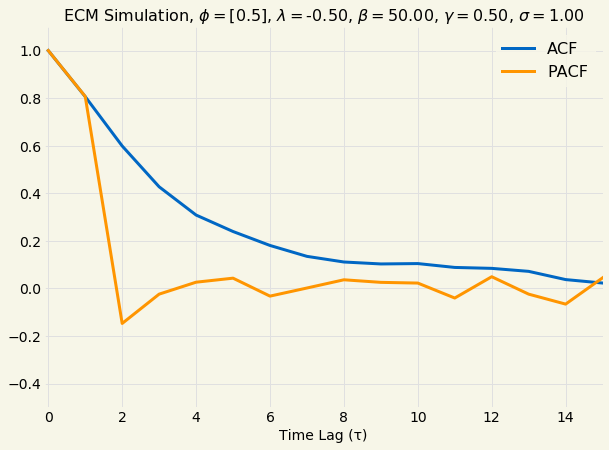 ECM Simulation, ϕ = [0.5], λ = -0.50, β = 50.00, γ = 0.50, σ = 1.00
ACF
PACF
1.0
0.8
0.6
0.4
0.2
0.0
−0.2
−0.4
0 2 4 6 8 10 12 14
Time Lag (τ)